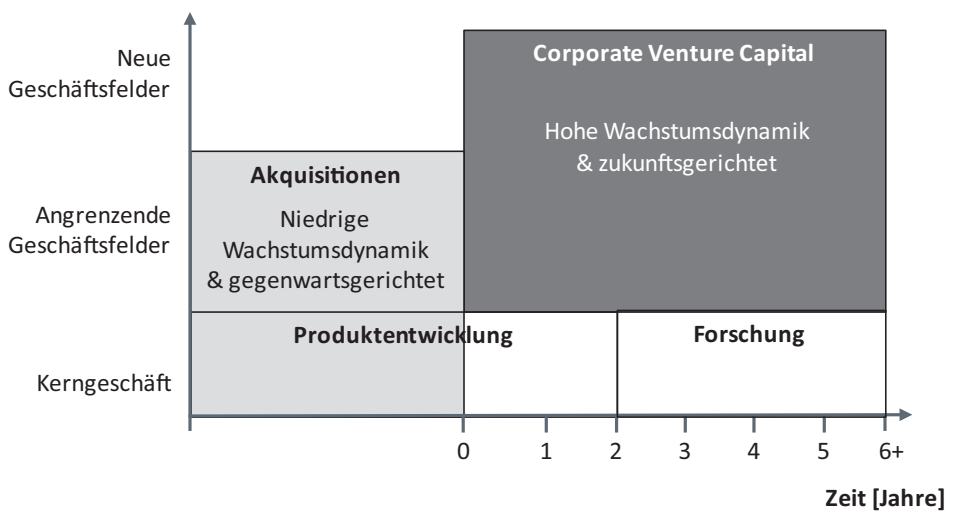 Neue
Geschäftsfelder
Corporate Venture Capital
Hohe Wachstumsdynamik
& zukunftsgerichtet
Akquisitionen
Niedrige
Wachstumsdynamik
& gegenwartsgerichtet
Angrenzende
Geschäftsfelder
Produktentwicklung
Forschung
Kerngeschäft
0 1 2 3 4 5 6+
Zeit [Jahre]